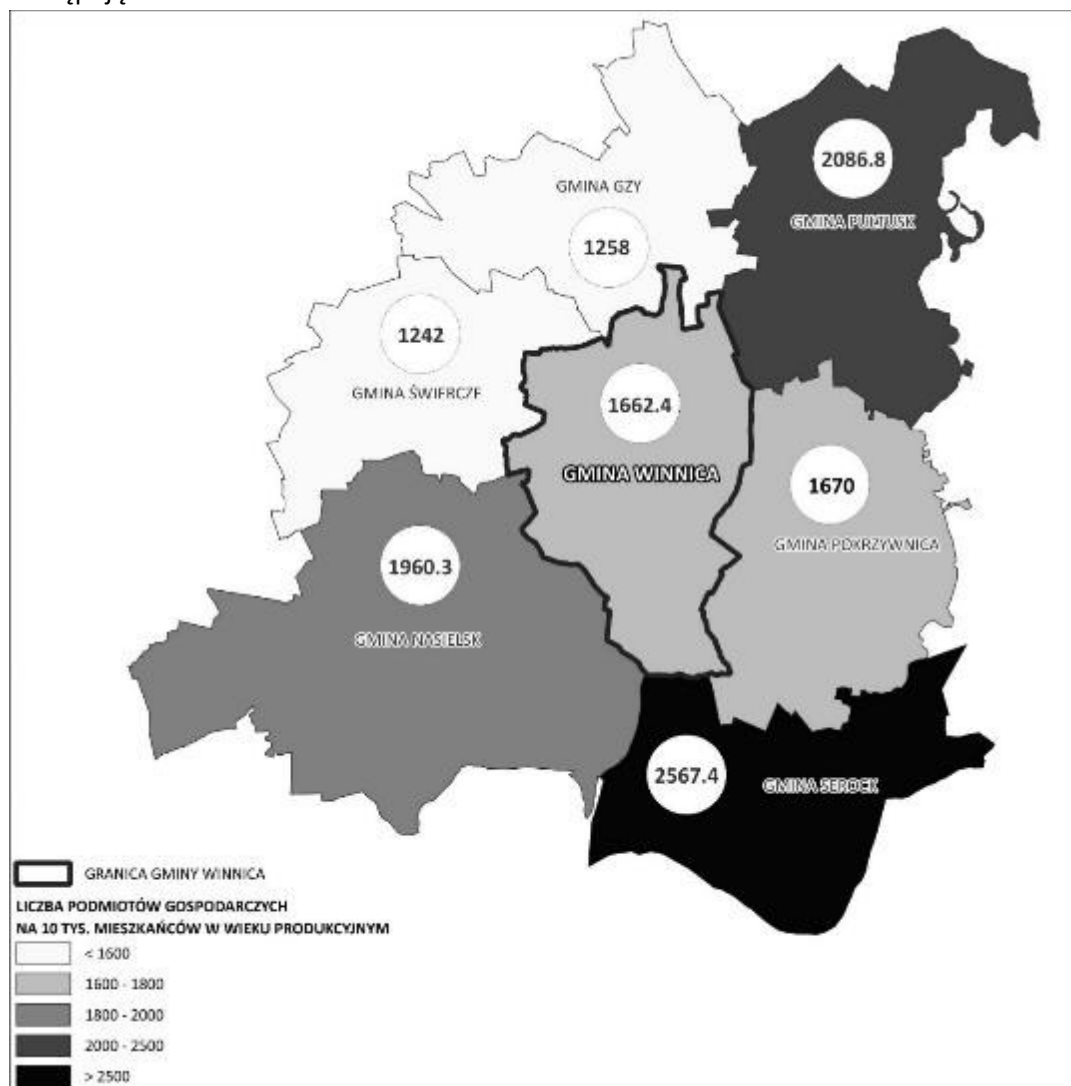 2086.8
GMINA PUŁTUSK
GMINA GZY
1258
1242
GMINA ŚWIERCZE
1662.4
GMINA WINNICA
1670
GMINA POKRZYWNICA
1960.3
GMINA NASIELSK
2567.4
GMINA SEROCK
GRANICA GMINY WINNICA
LICZBA PODMIOTÓW GOSPODARCZYCH
NA 10 TYS. MIESZKAŃCÓW W WIEKU PRODUKCYJNYM
< 1600
1600 - 1800
1800 - 2000
2000 - 2500
> 2500